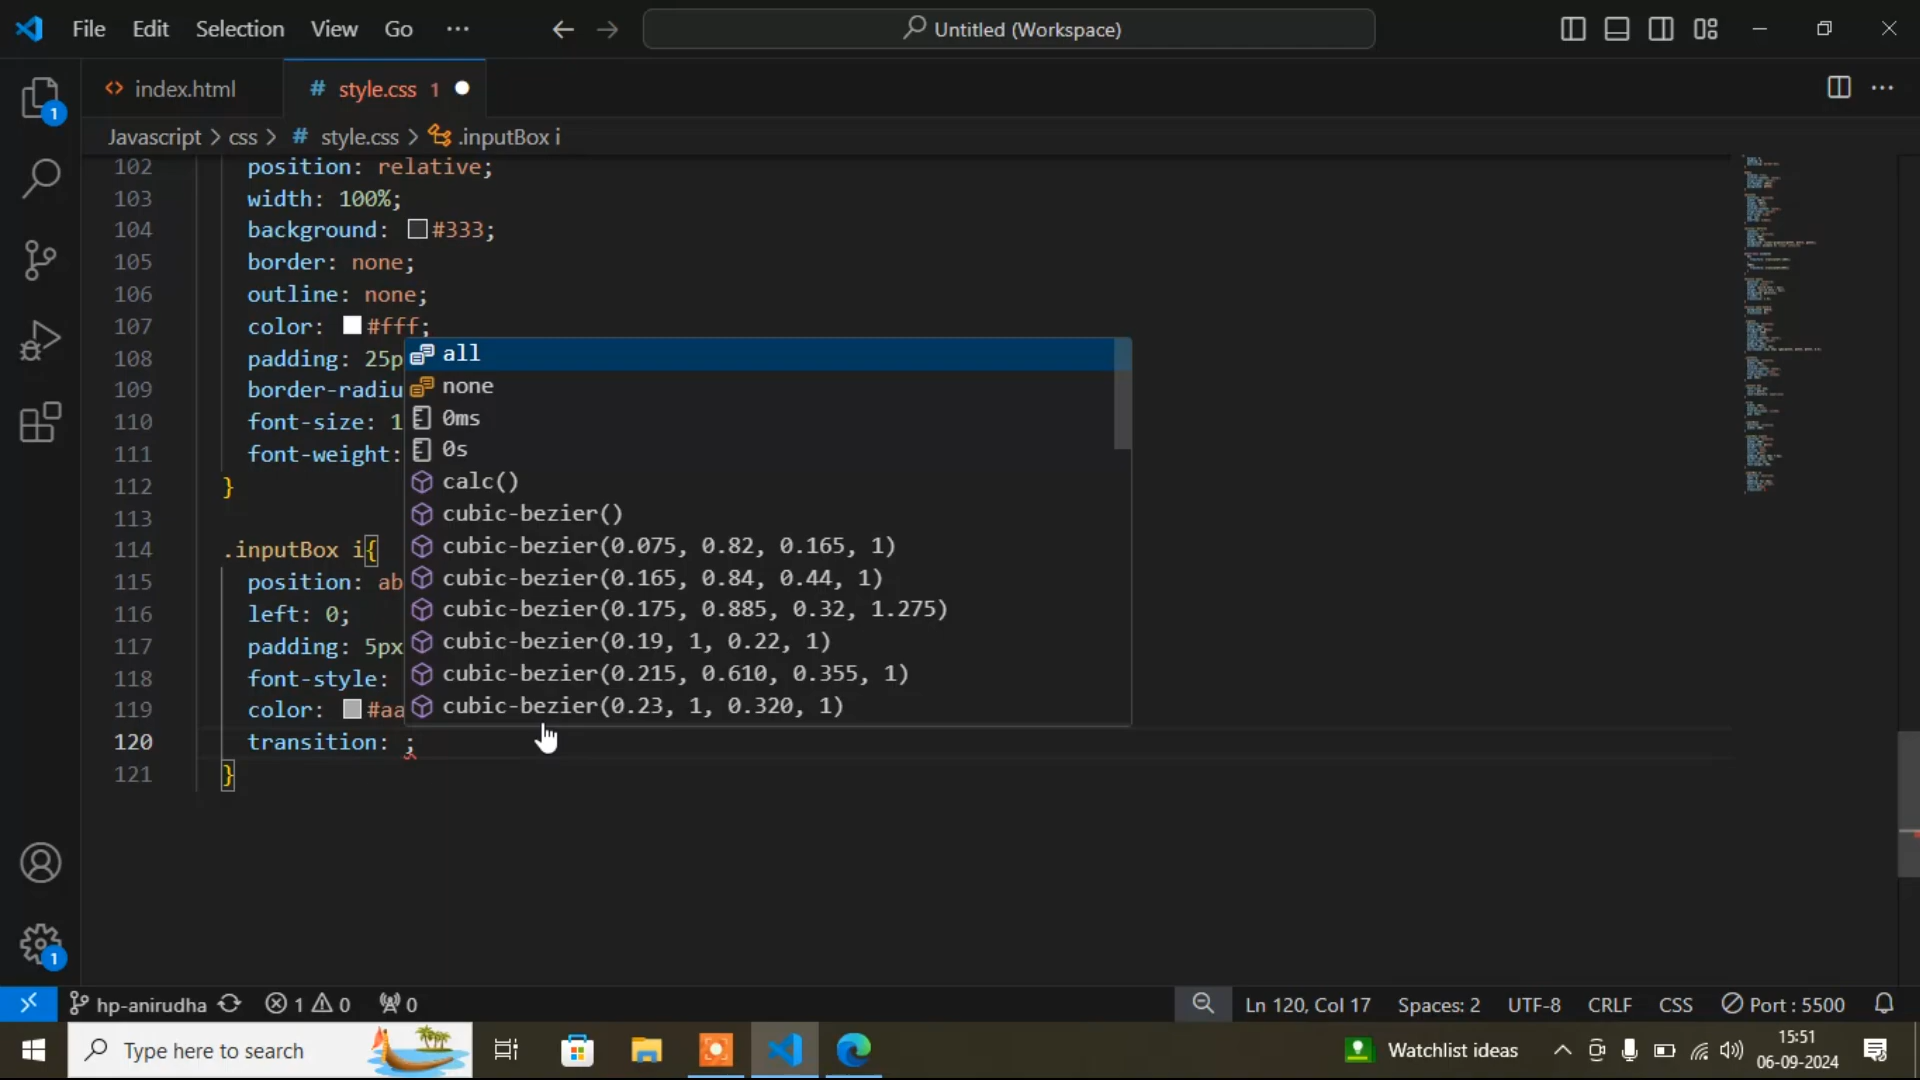 File Edit Selection View Go ··· Untitled (Workspace)
index.html # style.css 1
Javascript > css > # style.css > .inputBox i
102 position: relative;
103 width: 100%;
104 background: #333;
105 border: none;
106 outline: none;
107 color: #fff;
108 padding: 25p
109 border-radiu
110 font-size: 1
111 font-weight:
112 }
113
114 .inputBox i{
115 position: ab
116 left: 0;
117 padding: 5px
118 font-style:
119 color: #aa
120 transition: ;
121 }
all
none
0ms
0s
calc()
cubic-bezier()
cubic-bezier(0.075, 0.82, 0.165, 1)
cubic-bezier(0.165, 0.84, 0.44, 1)
cubic-bezier(0.175, 0.885, 0.32, 1.275)
cubic-bezier(0.19, 1, 0.22, 1)
cubic-bezier(0.215, 0.610, 0.355, 1)
cubic-bezier(0.23, 1, 0.320, 1)
1
1
hp-anirudha 1 0 0 Ln 120, Col 17 Spaces: 2 UTF-8 CRLF CSS Port : 5500
Type here to search Watchlist ideas 15:51
06-09-2024